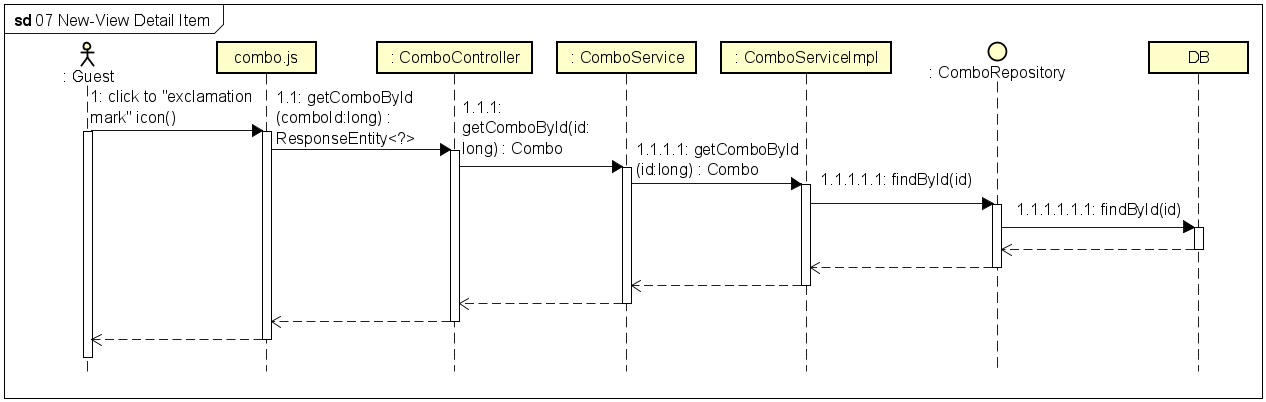 sd 07 New-View Detail Item
: Guest
combo.js
: ComboController
: ComboService
: ComboServiceImpl
: ComboRepository
DB
1: click to "exclamation
mark" icon()
1.1: getComboById
(comboId:long) :
ResponseEntity<?>
1.1.1:
getComboById(id:
long) : Combo
1.1.1.1: getComboById
(id:long) : Combo
1.1.1.1.1: findById(id)
1.1.1.1.1.1: findById(id)